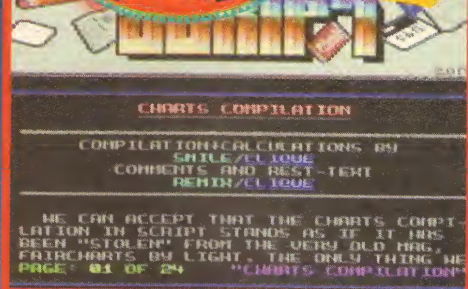 CHARTS COMPILATION
COMPILATION+CALCULATIONS BY
SMILE/CLIQUE
COMMENTS AND REST-TEXT
REMIX/CLIQUE
WE CAN ACCEPT THAT THE CHARTS COMPI-
LATION IN SCRIPT STANDS AS IF IT HAS
BEEN "STOLEN" FROM THE VERY OLD MAG,
FAIRCHARTS BY LIGHT. THE ONLY THING WE
PAGE: 01 OF 24 "CHARTS COMPILATION"